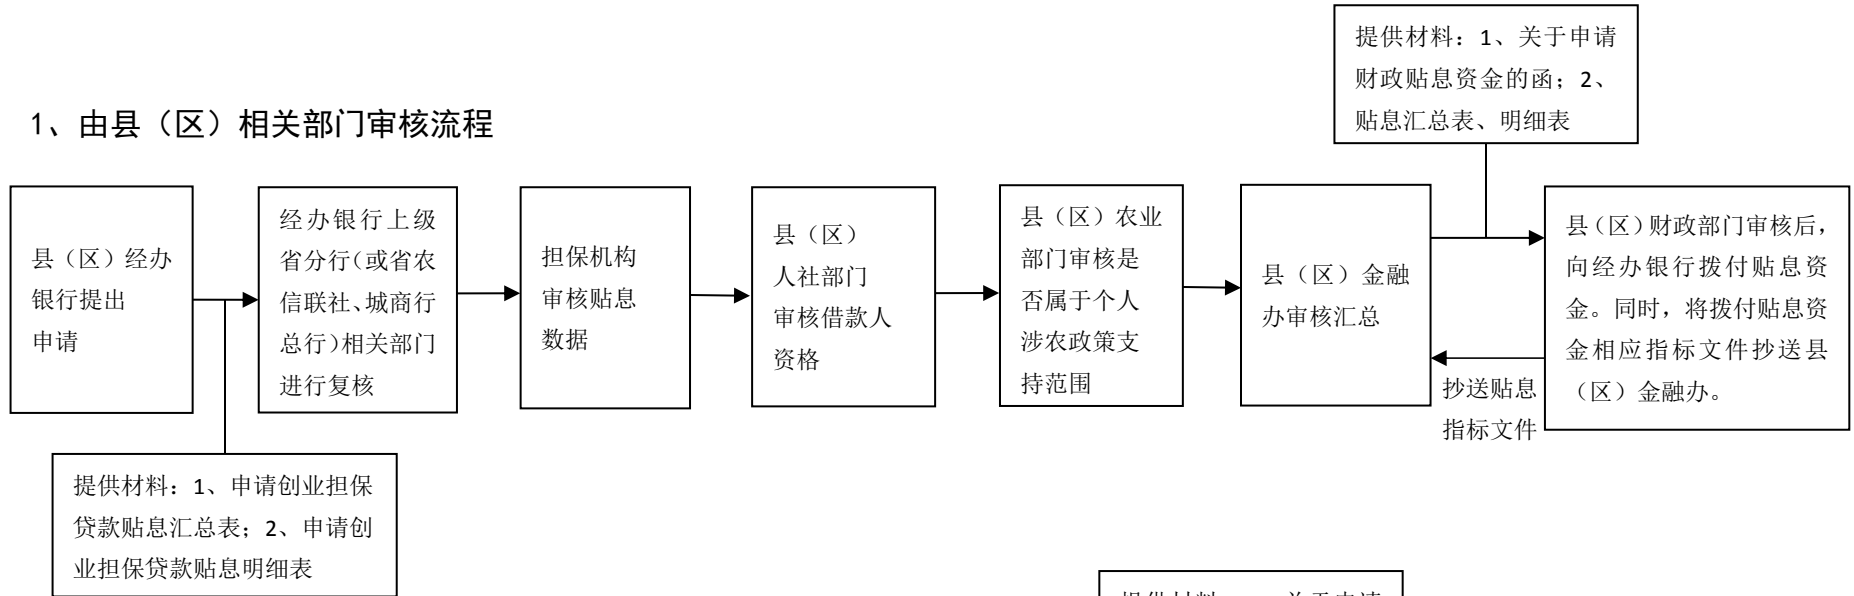 提供材料：1、关于申请
财政贴息资金的函；2、
贴息汇总表、明细表
1、由县（区）相关部门审核流程
县（区）经办
银行提出
申请
经办银行上级
省分行（或省农
信联社、城商行
总行）相关部门
进行复核
担保机构
审核贴息
数据
县（区）
人社部门
审核借款人
资格
县（区）农业
部门审核是
否属于个人
涉农政策支
持范围
县（区）金融
办审核汇总
县（区）财政部门审核后，
向经办银行拨付贴息资
金。同时，将拨付贴息资
金相应指标文件抄送县
（区）金融办。
抄送贴息
指标文件
提供材料：1、申请创业担保
贷款贴息汇总表；2、申请创
业担保贷款贴息明细表